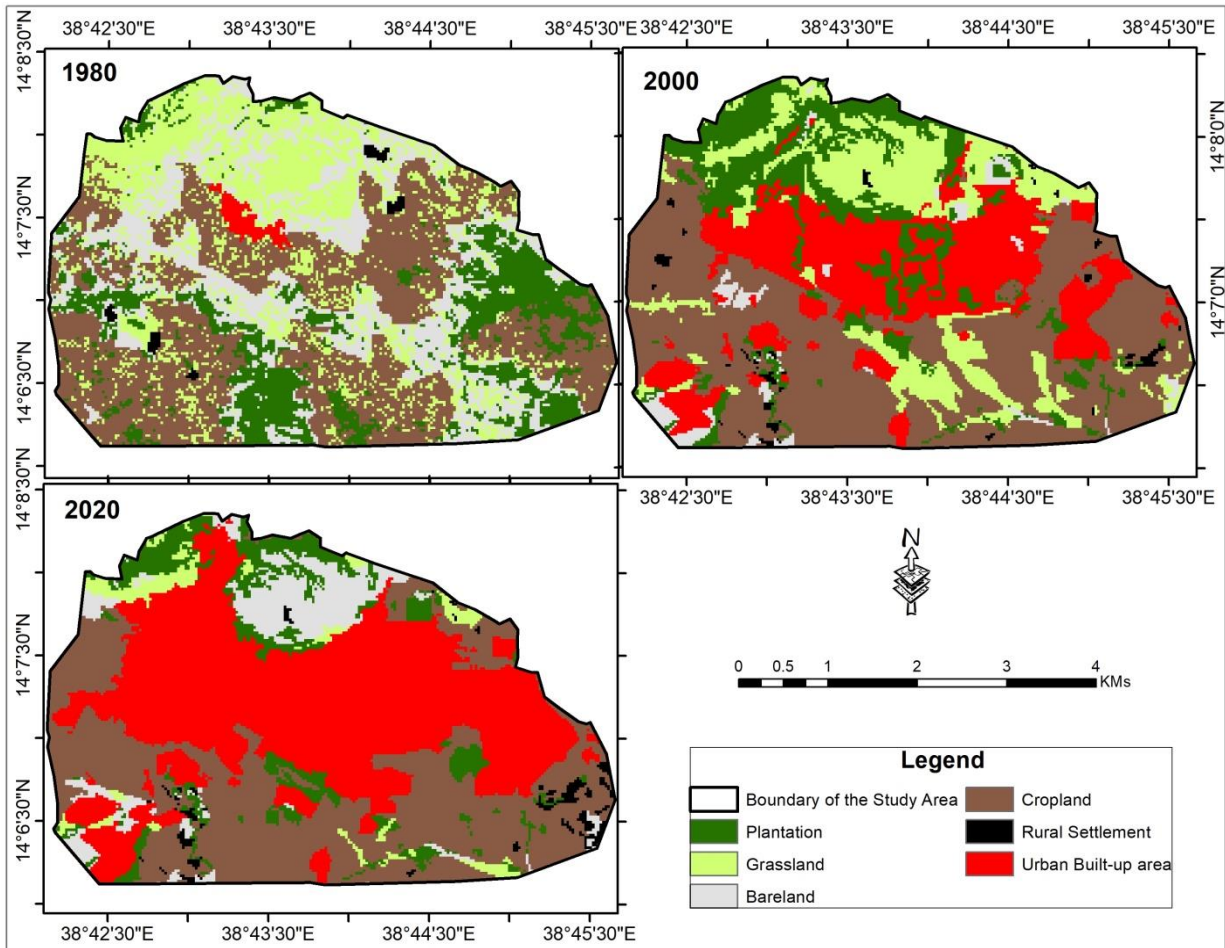 38°42'30"E 38°43'30"E 38°44'30"E 38°45'30"E 38°42'30"E 38°43'30"E 38°44'30"E 38°45'30"E
14°8'30"N
1980
2000
14°8'0"N
14°7'30"N
14°7'0"N
14°6'30"N
38°42'30"E 38°43'30"E 38°44'30"E 38°45'30"E
14°8'30"N
2020
N
14°7'30"N
0 0.5 1 2 3 4
KMs
Legend
Boundary of the Study Area
Cropland
Plantation
Rural Settlement
Grassland
Urban Built-up area
Bareland
14°6'30"N
38°42'30"E 38°43'30"E 38°44'30"E 38°45'30"E